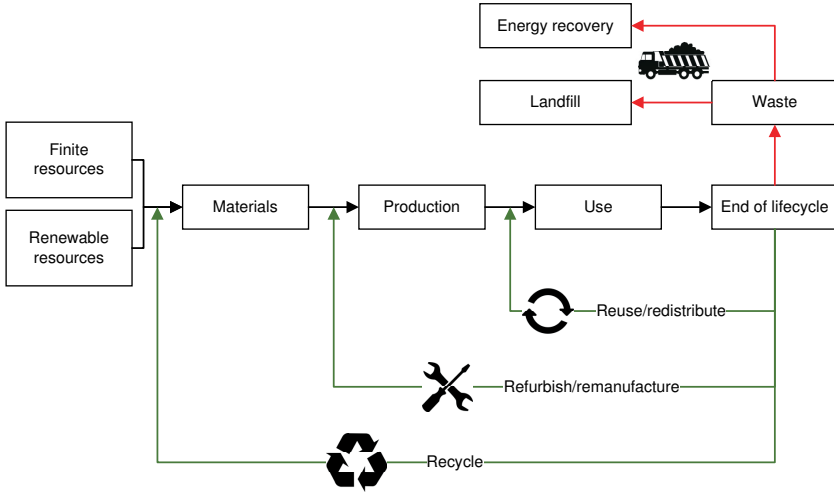 Energy recovery
Landfill
Waste
Finite
resources
Renewable
resources
Materials
Production
Use
End of lifecycle
Reuse/redistribute
Refurbish/remanufacture
Recycle